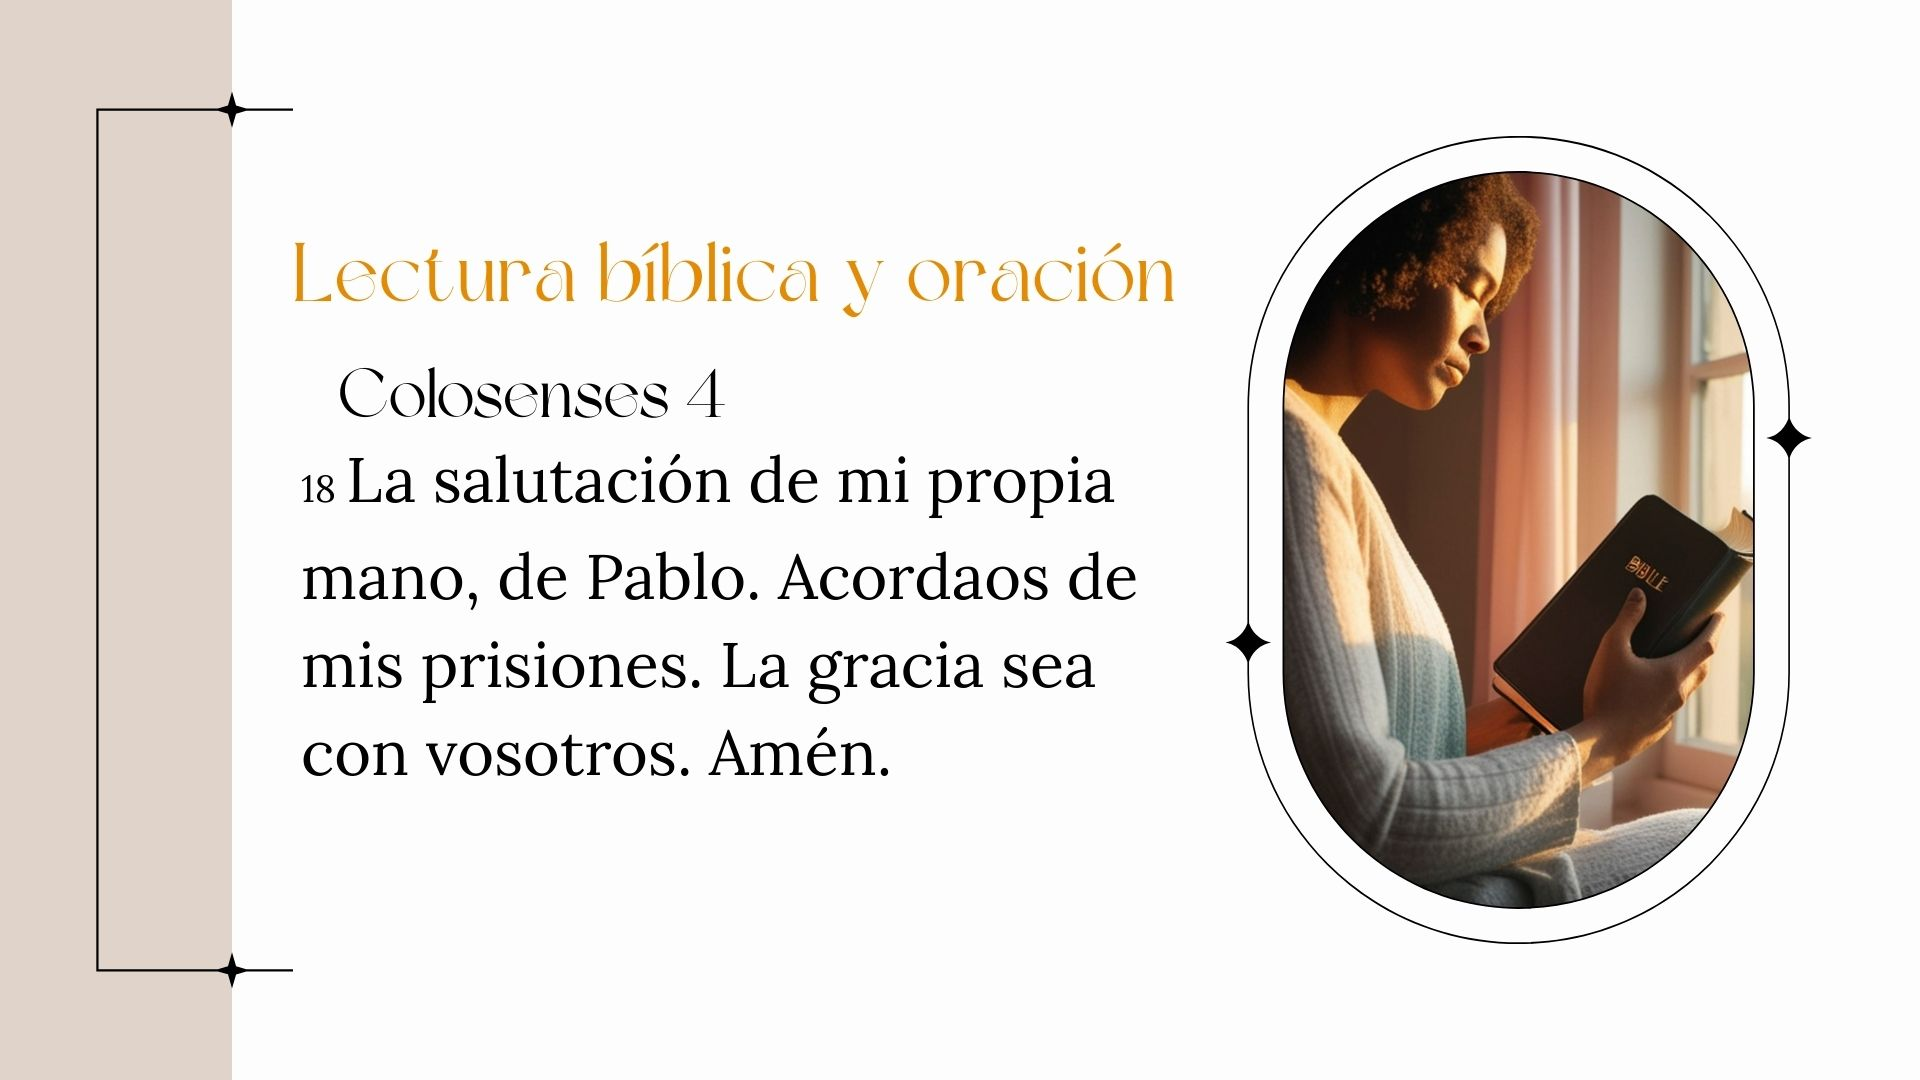 Lectura bíblica y oración
Colosenses 4
18 La salutación de mi propia
mano, de Pablo. Acordaos de
mis prisiones. La gracia sea
con vosotros. Amén.
BIBLE